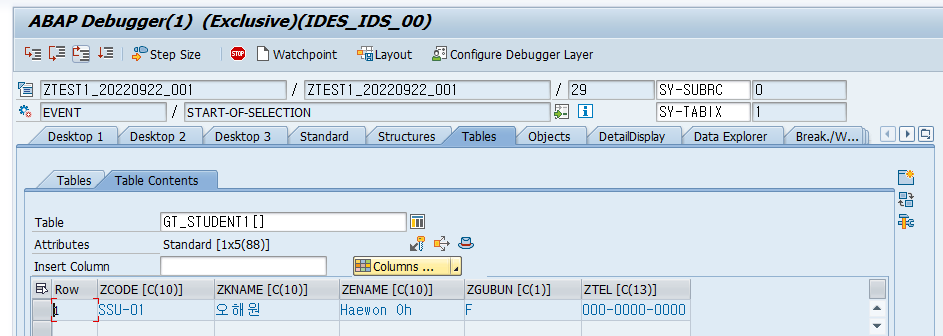 ABAP Debugger(1) (Exclusive)(IDES_IDS_00)
Step Size STOP Watchpoint Layout Configure Debugger Layer
ZTEST1_20220922_001 / ZTEST1_20220922_001 / 29 SY-SUBRC 0
EVENT / START-OF-SELECTION SY-TABIX 1
Desktop 1 Desktop 2 Desktop 3 Standard Structures Tables Objects DetailDisplay Data Explorer Break./W...
Tables Table Contents
Table GT_STUDENT1[]
Attributes Standard [1x5(88)]
Insert Column Columns ...
Row ZCODE [C(10)] ZKNAME [C(10)] ZENAME [C(10)] ZGUBUN [C(1)] ZTEL [C(13)]
1 SSU-01 오해원 Haewon Oh F 000-0000-0000